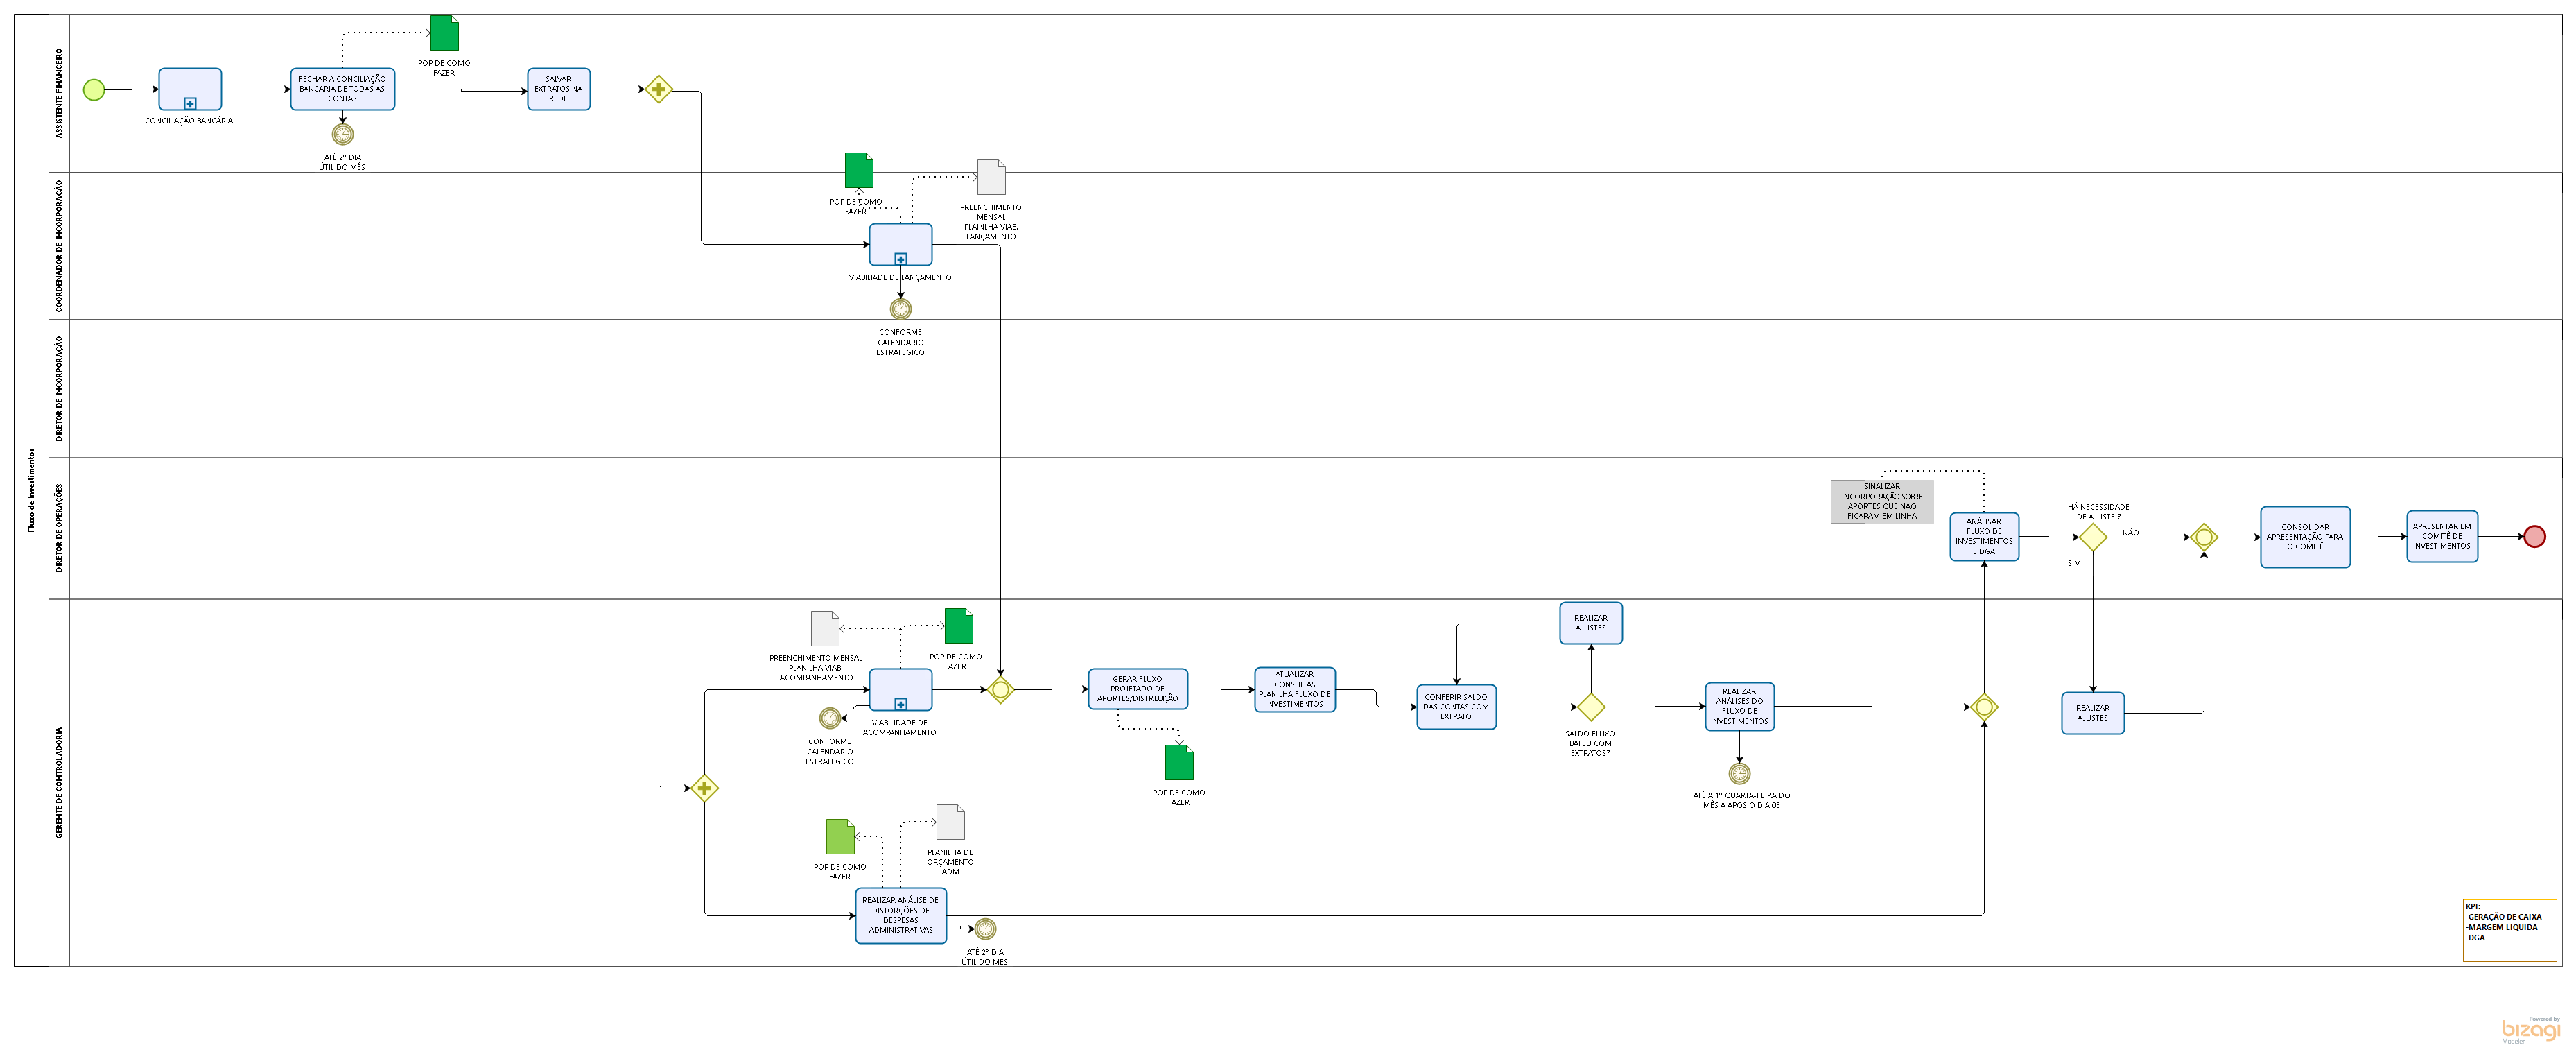 Fluxo de Investimentos
ASSISTENTE FINANCEIRO
POP DE COMO
FAZER
FECHAR A CONCILIAÇÃO
BANCÁRIA DE TODAS AS
CONTAS
SALVAR
EXTRATOS NA
REDE
CONCILIAÇÃO BANCÁRIA
ATÉ 2º DIA
ÚTIL DO MÊS
COORDENADOR DE INCORPORAÇÃO
POP DE COMO
FAZER
PREENCHIMENTO
MENSAL
PLAINLHA VIAB.
LANÇAMENTO
VIABILIADE DE LANÇAMENTO
CONFORME
CALENDARIO
ESTRATEGICO
DIRETOR DE INCORPORAÇÃO
DIRETOR DE OPERAÇÕES
SINALIZAR
INCORPORAÇÃO SOBRE
APORTES QUE NAO
FICARAM EM LINHA
ANÁLISAR
FLUXO DE
INVESTIMENTOS
E DGA
HÁ NECESSIDADE
DE AJUSTE ?
NÃO
SIM
CONSOLIDAR
APRESENTAÇÃO PARA
O COMITÊ
APRESENTAR EM
COMITÊ DE
INVESTIMENTOS
GERENTE DE CONTROLADORIA
PREENCHIMENTO MENSAL
PLANILHA VIAB.
ACOMPANHAMENTO
POP DE COMO
FAZER
VIABILIDADE DE
ACOMPANHAMENTO
CONFORME
CALENDARIO
ESTRATEGICO
GERAR FLUXO
PROJETADO DE
APORTES/DISTRIBUIÇÃO
POP DE COMO
FAZER
ATUALIZAR
CONSULTAS
PLANILHA FLUXO DE
INVESTIMENTOS
CONFERIR SALDO
DAS CONTAS COM
EXTRATO
REALIZAR
AJUSTES
SALDO FLUXO
BATEU COM
EXTRATOS?
REALIZAR
ANÁLISES DO
FLUXO DE
INVESTIMENTOS
ATÉ A 1º QUARTA-FEIRA DO
MÊS A APOS O DIA 03
REALIZAR
AJUSTES
POP DE COMO
FAZER
PLANILHA DE
ORÇAMENTO
ADM
REALIZAR ANÁLISE DE
DISTORÇÕES DE
DESPESAS
ADMINISTRATIVAS
ATÉ 2º DIA
ÚTIL DO MÊS
KPI:
-GERAÇÃO DE CAIXA
-MARGEM LIQUIDA
-DGA
Powered by
bizagi
Modeler